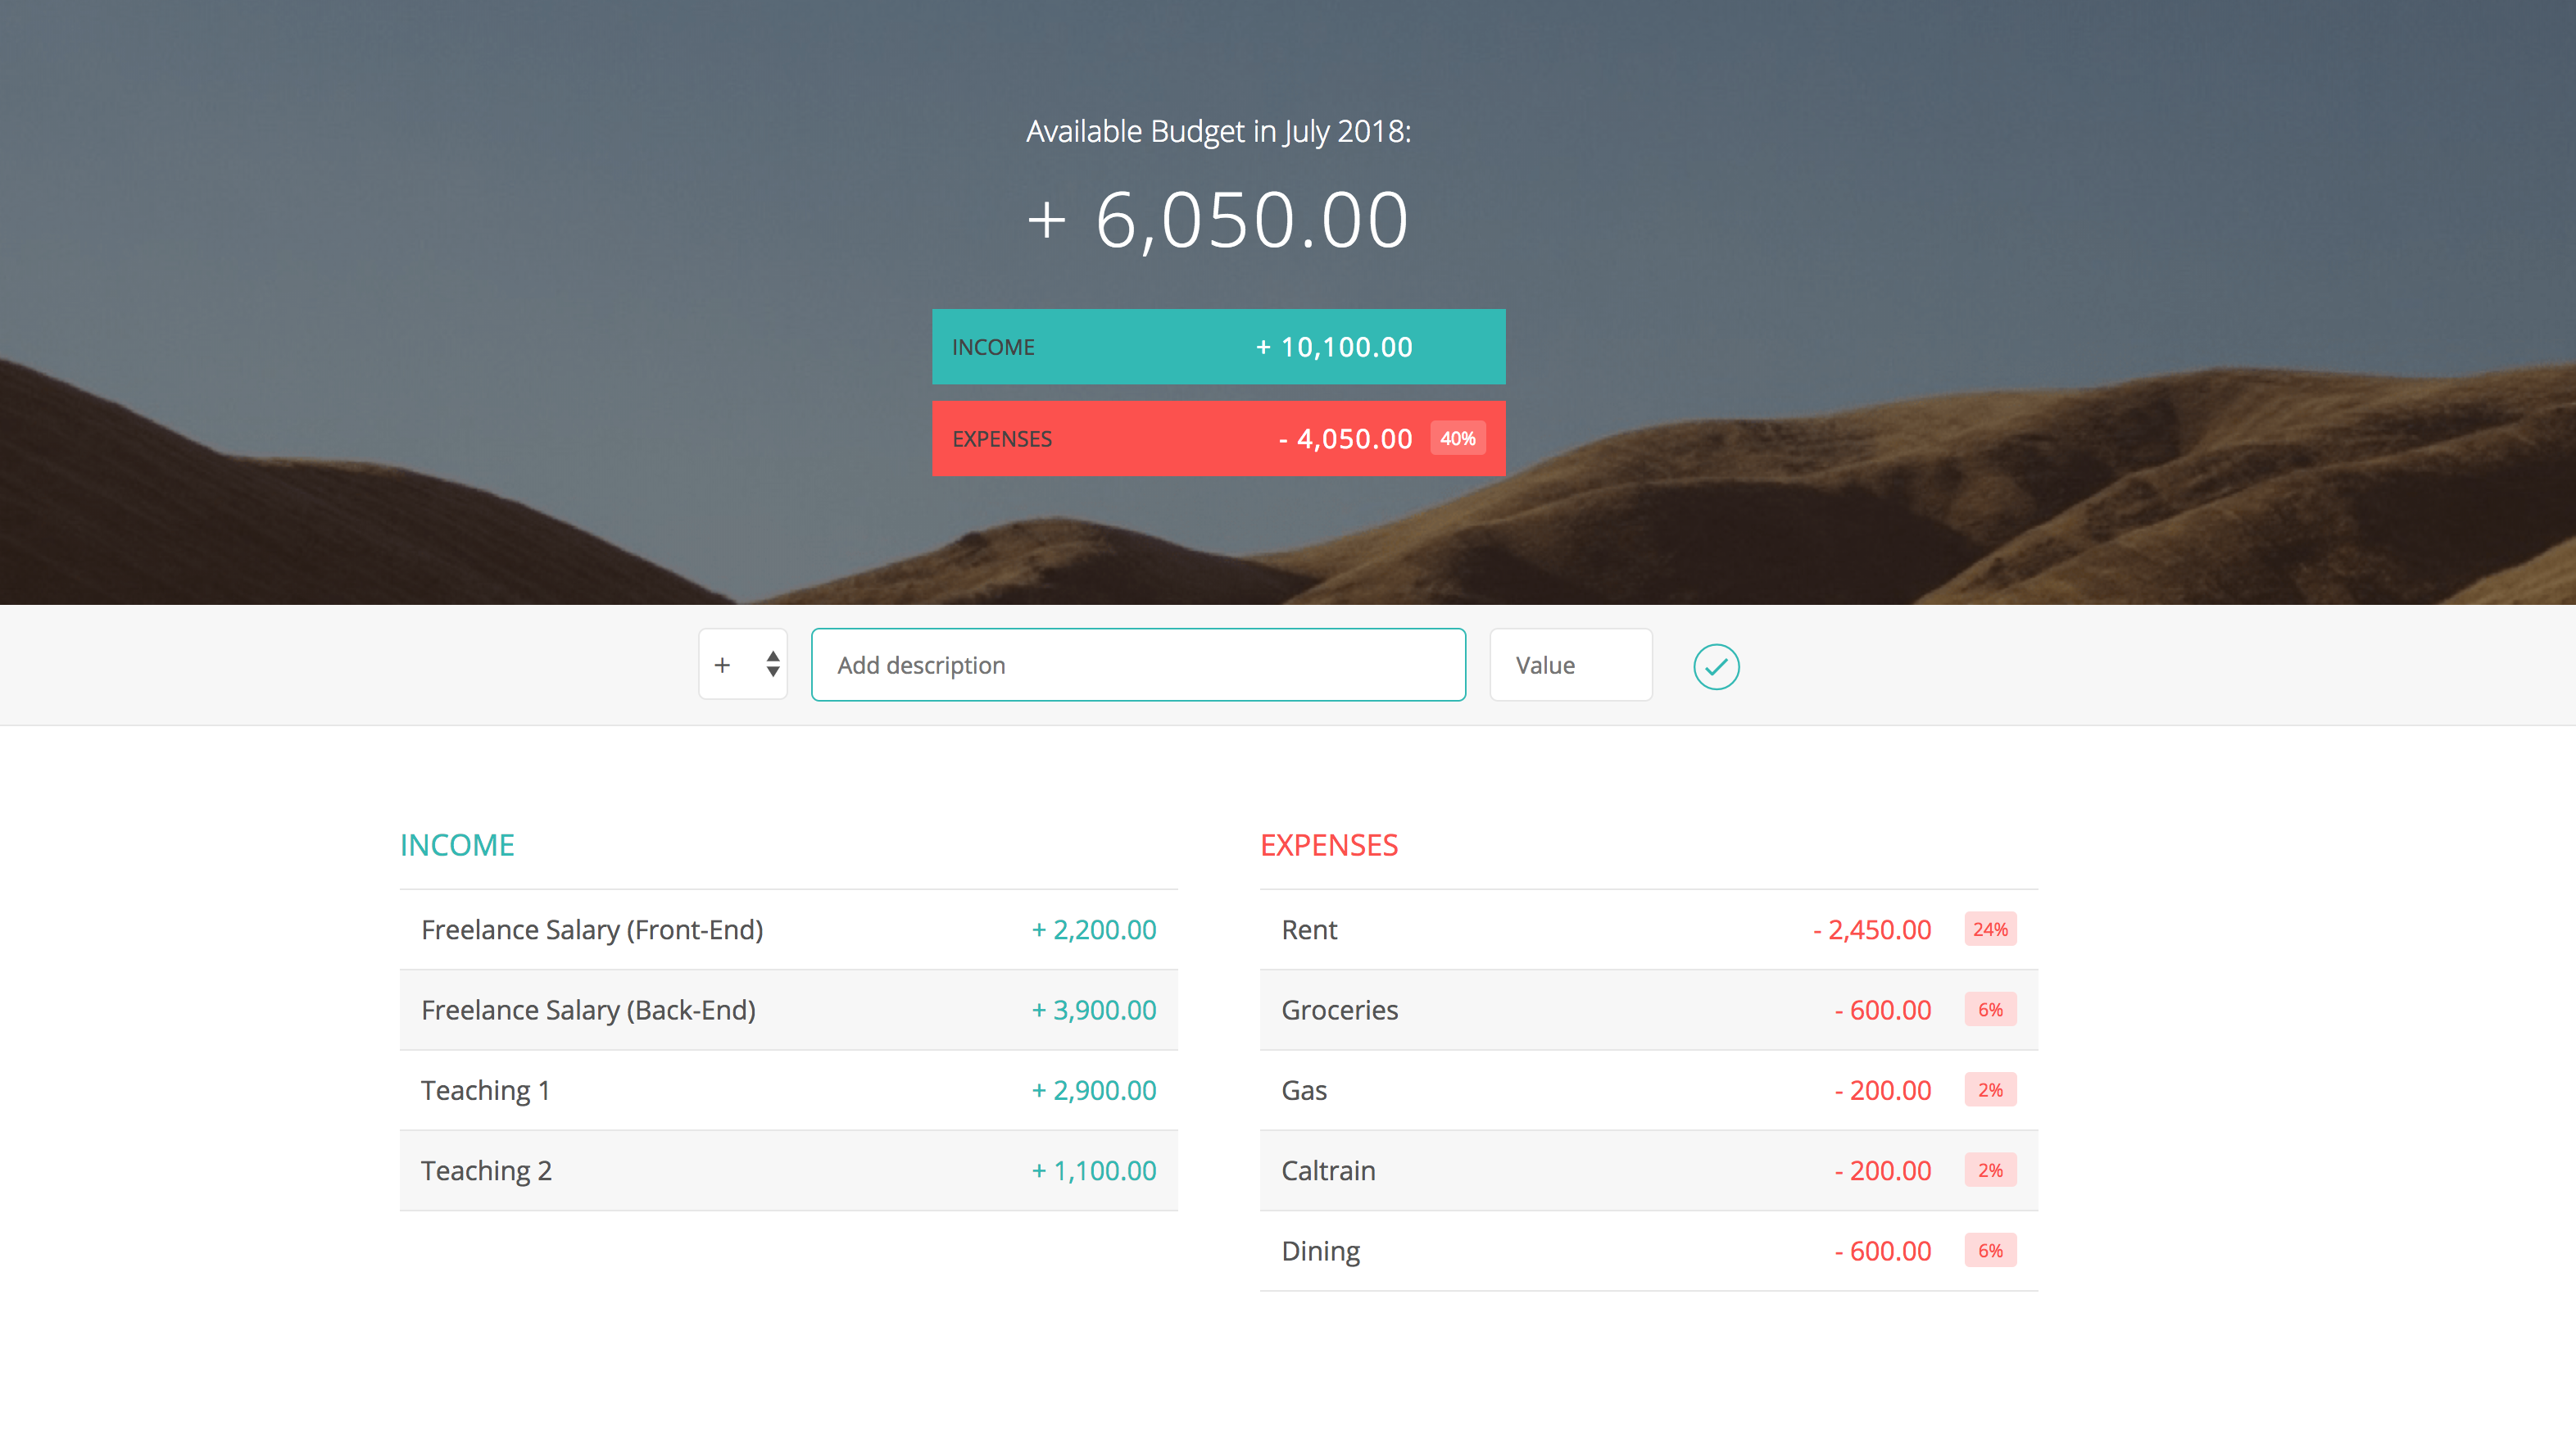 Available Budget in July 2018:
+ 6,050.00
INCOME + 10,100.00
EXPENSES - 4,050.00 40%
+ Add description Value
INCOME
Freelance Salary (Front-End) + 2,200.00
Freelance Salary (Back-End) + 3,900.00
Teaching 1 + 2,900.00
Teaching 2 + 1,100.00
EXPENSES
Rent - 2,450.00 24%
Groceries - 600.00 6%
Gas - 200.00 2%
Caltrain - 200.00 2%
Dining - 600.00 6%